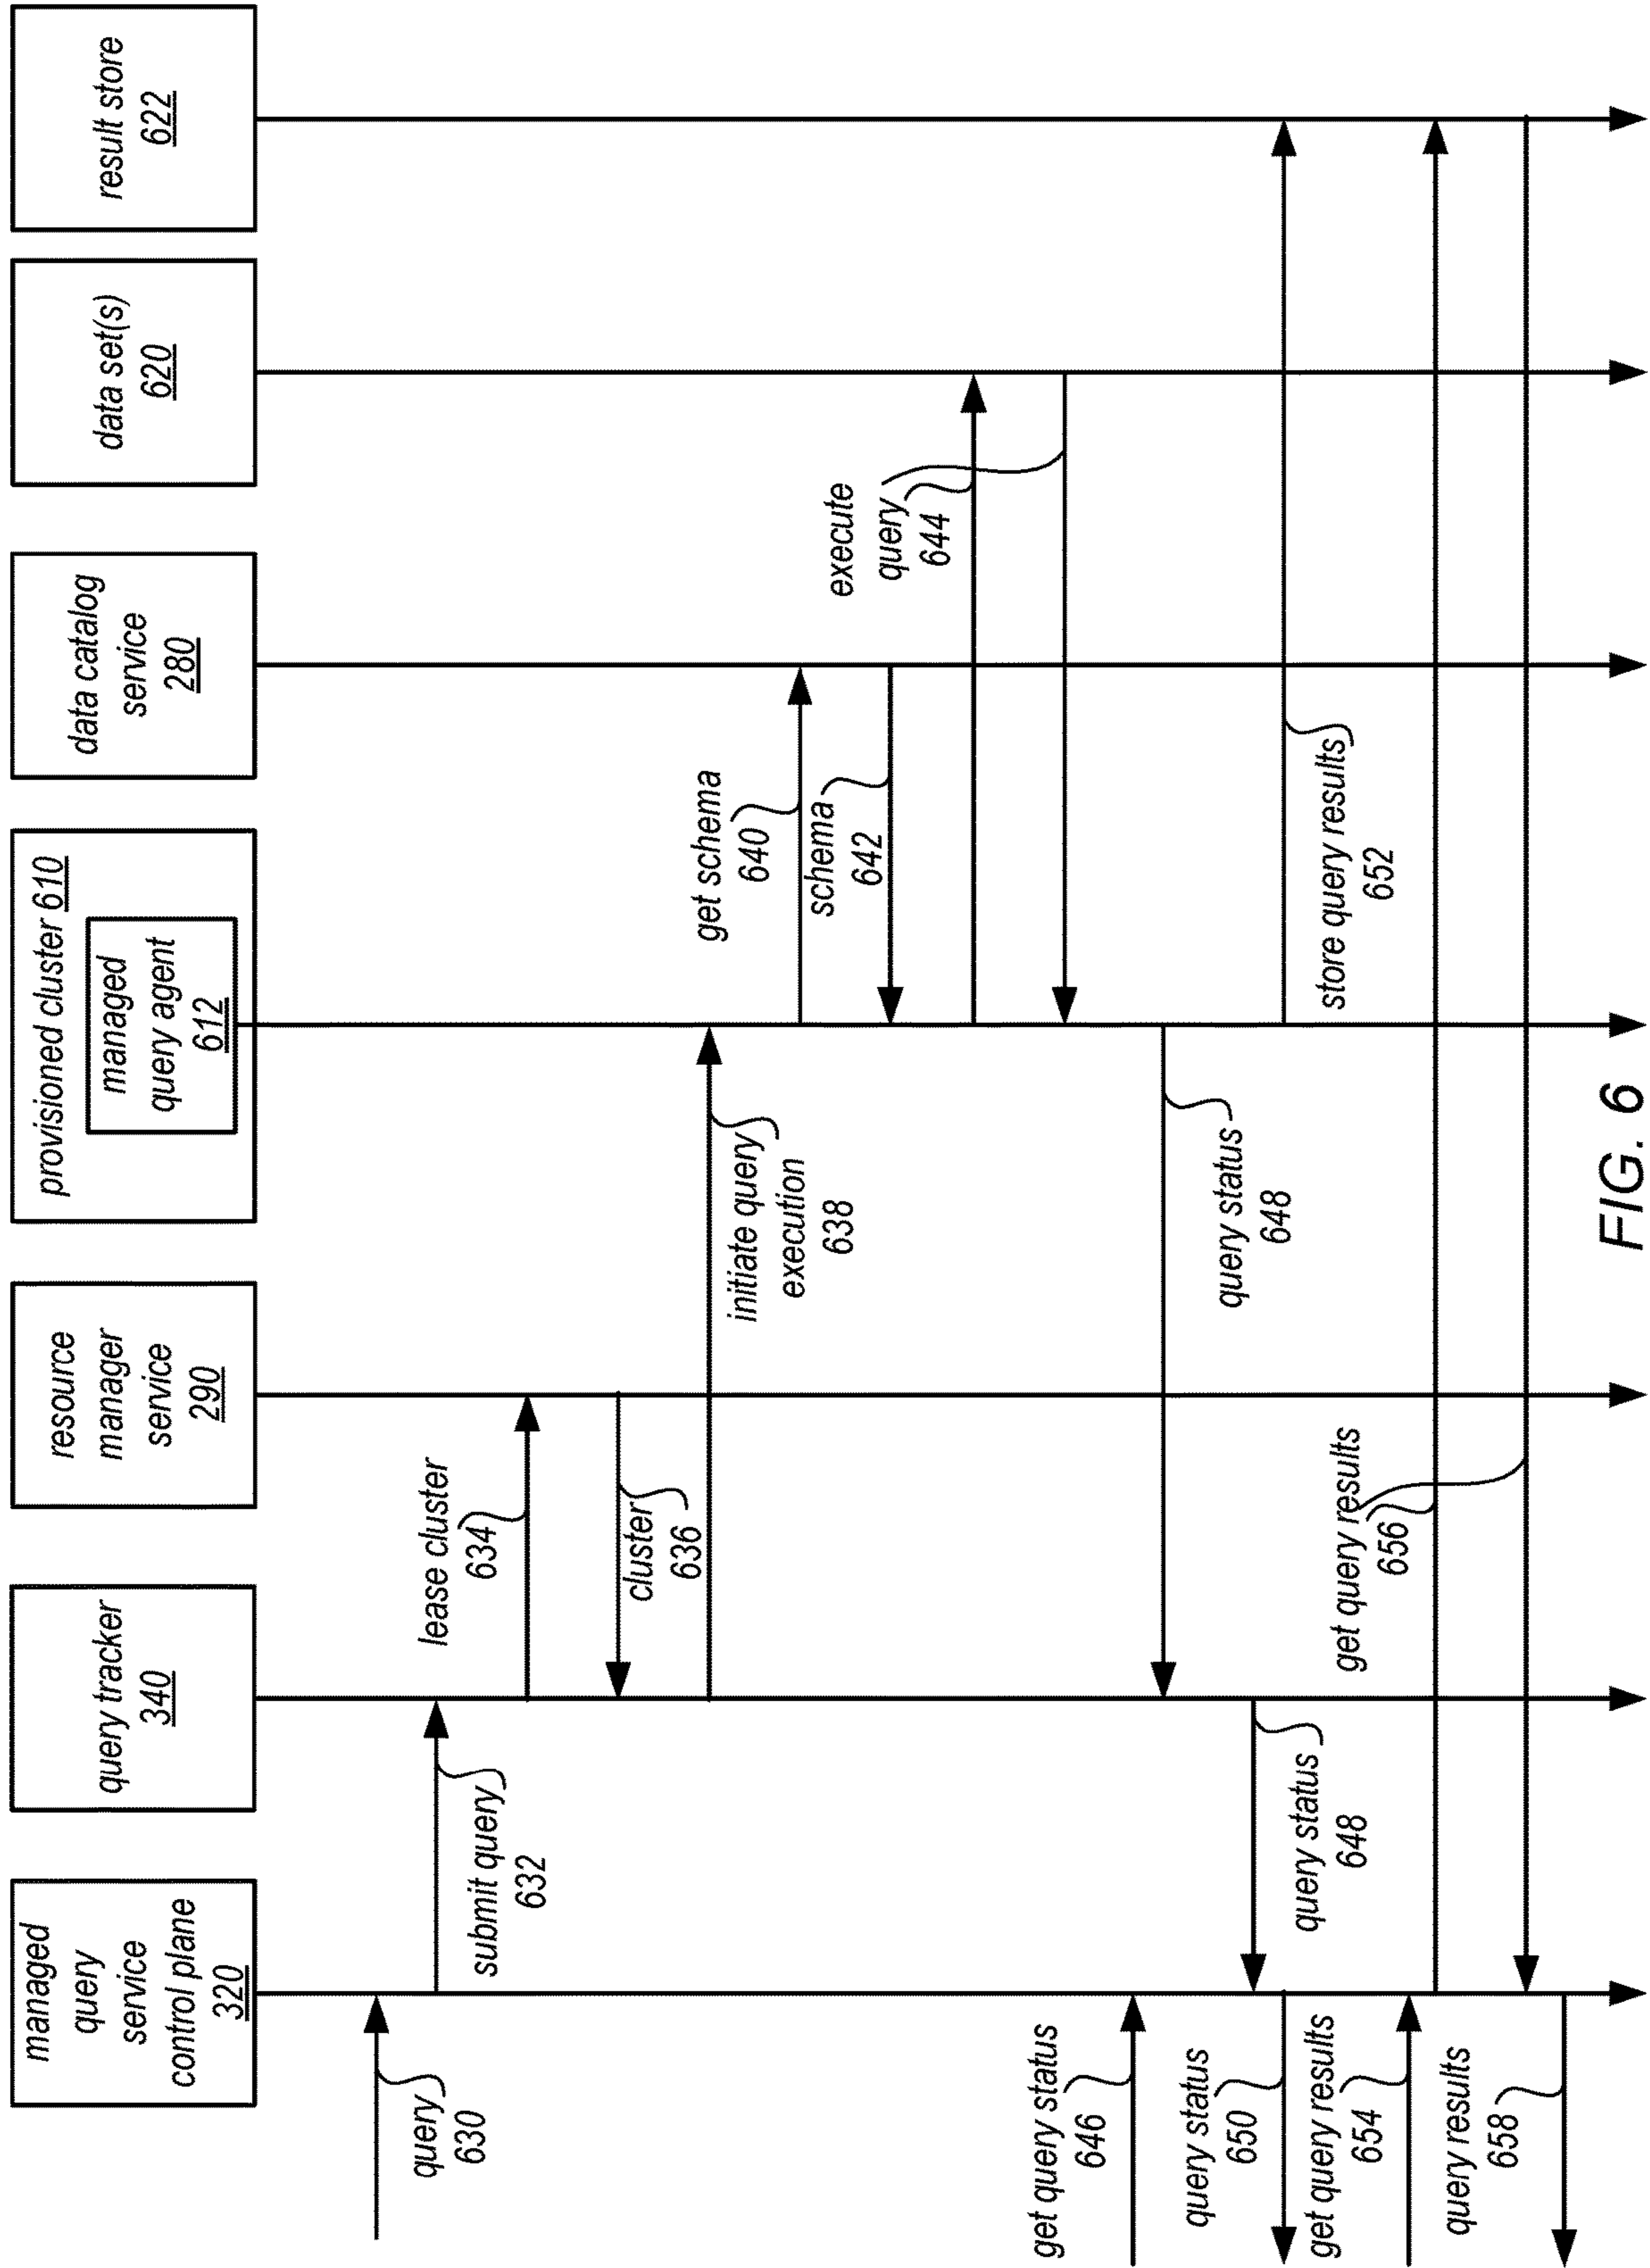 managed
query
service
control plane
320
query tracker
340
resource
manager
service
290
provisioned cluster 610
managed
query agent
612
data catalog
service
280
data set(s)
620
result store
622
query
630
submit query
632
lease cluster
634
cluster
636
initiate query
execution
638
get schema
640
schema
642
execute
query
644
get query status
646
query status
648
query status
648
query status
650
store query results
652
get query results
654
get query results
656
query results
658
FIG. 6